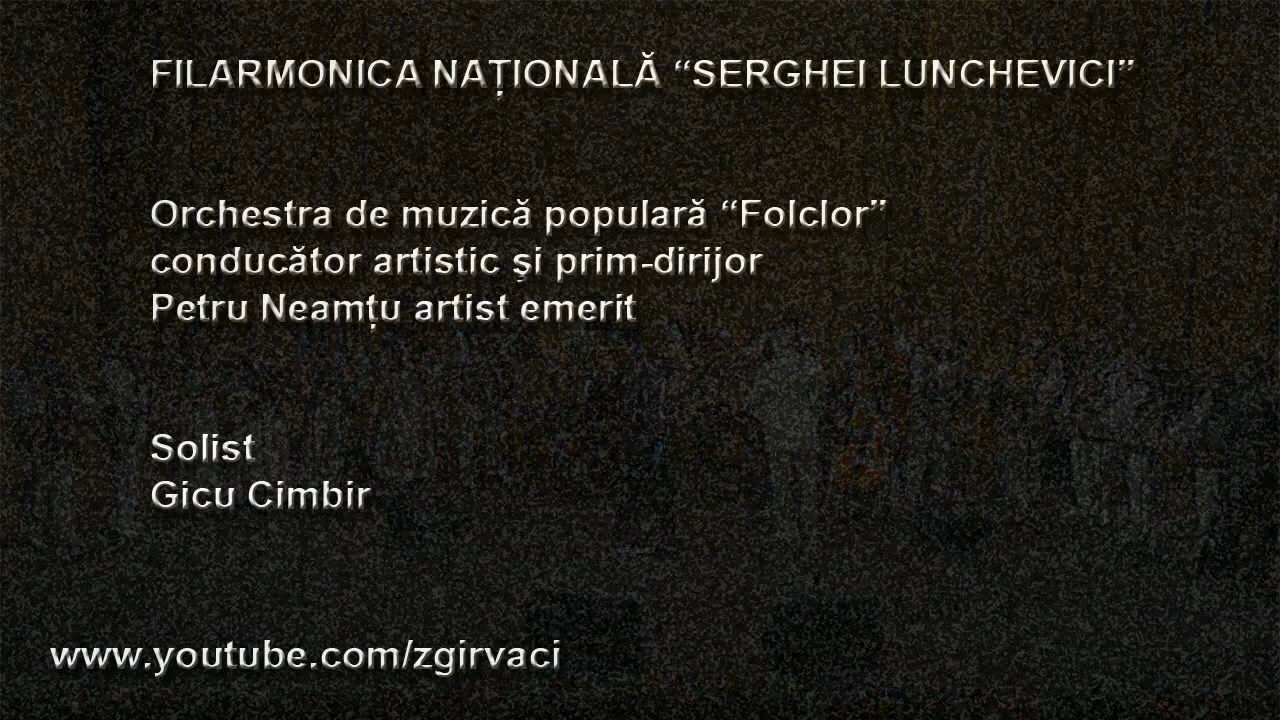 FILARMONICA NAȚIONALĂ “SERGHEI LUNCHEVICI”
Orchestra de muzică populară “Folclor”
conducător artistic și prim-dirijor
Petru Neamțu artist emerit
Solist
Gicu Cimbir
www.youtube.com/zgirvaci